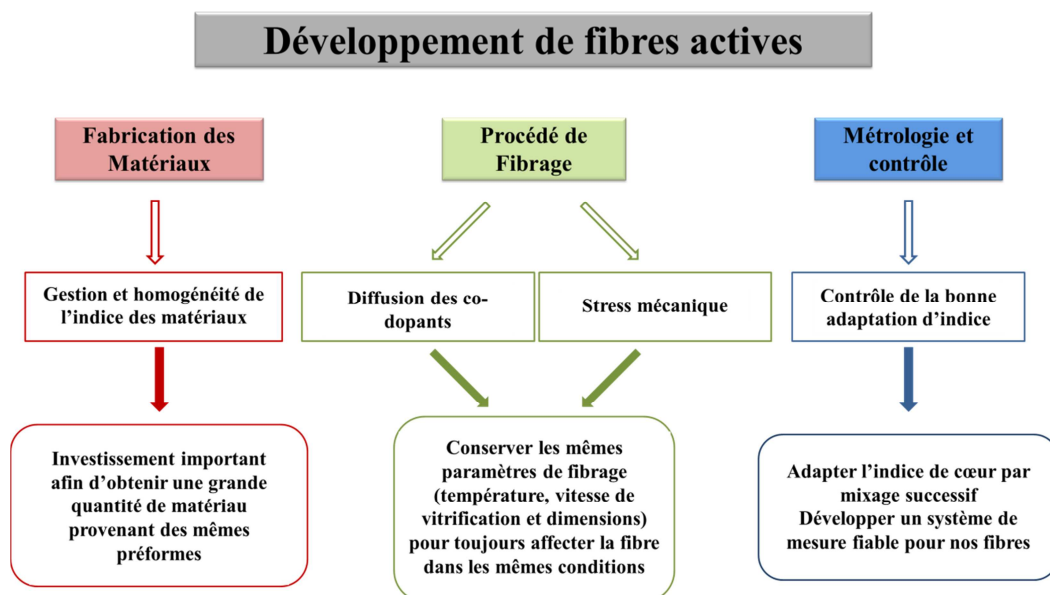 Développement de fibres actives
Fabrication des
Matériaux
Procédé de
Fibrage
Métrologie et
contrôle
Gestion et homogénéité de
l’indice des matériaux
Diffusion des co-
dopants
Stress mécanique
Contrôle de la bonne
adaptation d’indice
Investissement important
afin d’obtenir une grande
quantité de matériau
provenant des mêmes
préformes
Conserver les mêmes
paramètres de fibrage
(température, vitesse de
vitrification et dimensions)
pour toujours affecter la fibre
dans les mêmes conditions
Adapter l’indice de cœur par
mixage successif
Développer un système de
mesure fiable pour nos fibres